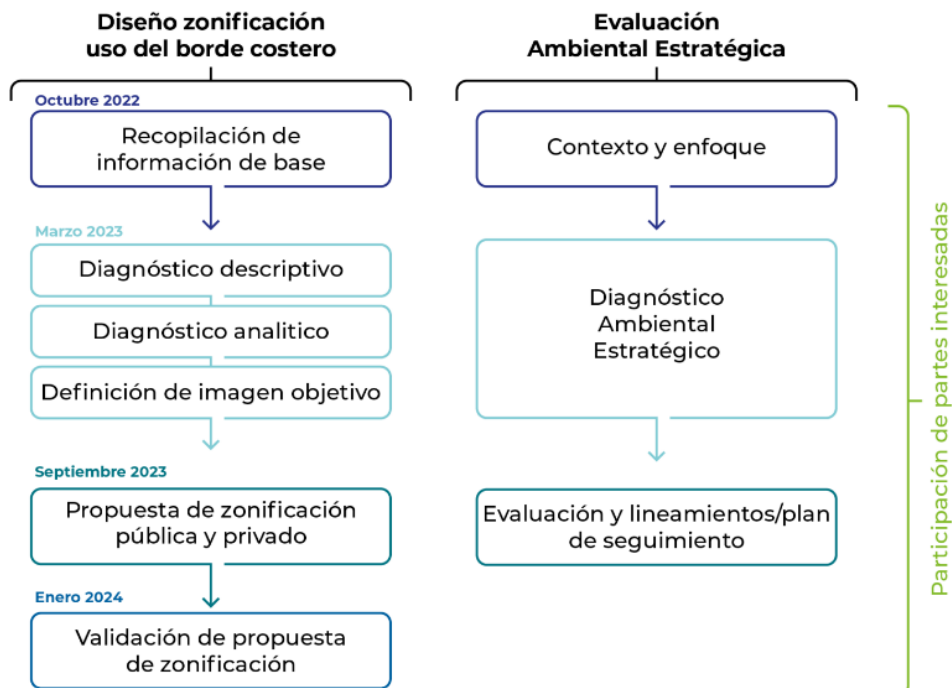 Diseño zonificación
uso del borde costero
Octubre 2022
Recopilación de
información de base
Marzo 2023
Diagnóstico descriptivo
Diagnóstico analitico
Definición de imagen objetivo
Septiembre 2023
Propuesta de zonificación
pública y privado
Enero 2024
Validación de propuesta
de zonificación
Evaluación
Ambiental Estratégica
Contexto y enfoque
Diagnóstico
Ambiental
Estratégico
Evaluación y lineamientos/plan
de seguimiento
Participación de partes interesadas